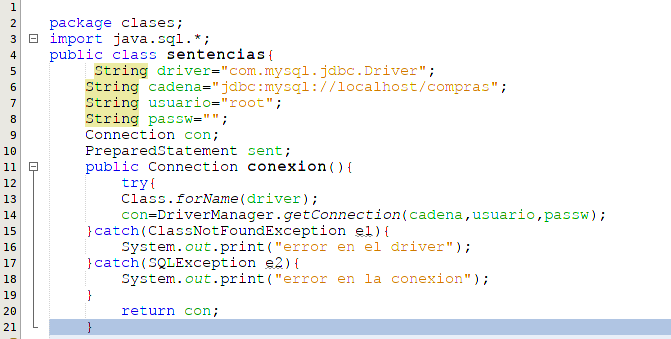 1
2 package clases;
3 import java.sql.*;
4 public class sentencias{
5 String driver="com.mysql.jdbc.Driver";
6 String cadena="jdbc:mysql://localhost/compras";
7 String usuario="root";
8 String passw="";
9 Connection con;
10 PreparedStatement sent;
11 public Connection conexion(){
12 try{
13 Class.forName(driver);
14 con=DriverManager.getConnection(cadena,usuario,passw);
15 }catch(ClassNotFoundException e1){
16 System.out.print("error en el driver");
17 }catch(SQLException e2){
18 System.out.print("error en la conexion");
19 }
20 return con;
21 }